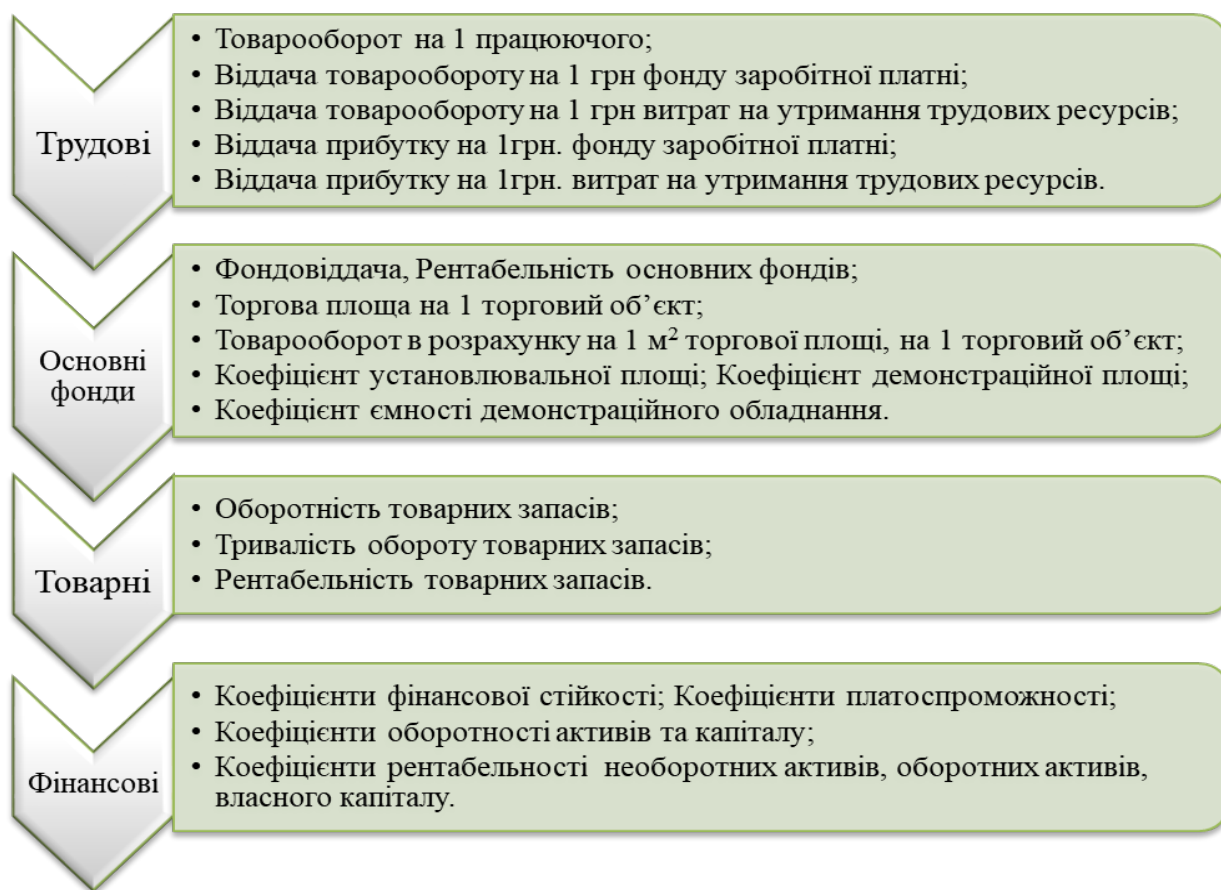 Трудові
• Товарооборот на 1 працюючого;
• Віддача товарообороту на 1 грн фонду заробітної платні;
• Віддача товарообороту на 1 грн витрат на утримання трудових ресурсів;
• Віддача прибутку на 1грн. фонду заробітної платні;
• Віддача прибутку на 1грн. витрат на утримання трудових ресурсів.
Основні
фонди
• Фондовіддача, Рентабельність основних фондів;
• Торгова площа на 1 торговий об’єкт;
• Товарооборот в розрахунку на 1 м² торгової площі, на 1 торговий об’єкт;
• Коефіцієнт установлювальної площі; Коефіцієнт демонстраційної площі;
• Коефіцієнт ємності демонстраційного обладнання.
Товарні
• Оборотність товарних запасів;
• Тривалість обороту товарних запасів;
• Рентабельність товарних запасів.
Фінансові
• Коефіцієнти фінансової стійкості; Коефіцієнти платоспроможності;
• Коефіцієнти оборотності активів та капіталу;
• Коефіцієнти рентабельності необоротних активів, оборотних активів,
власного капіталу.